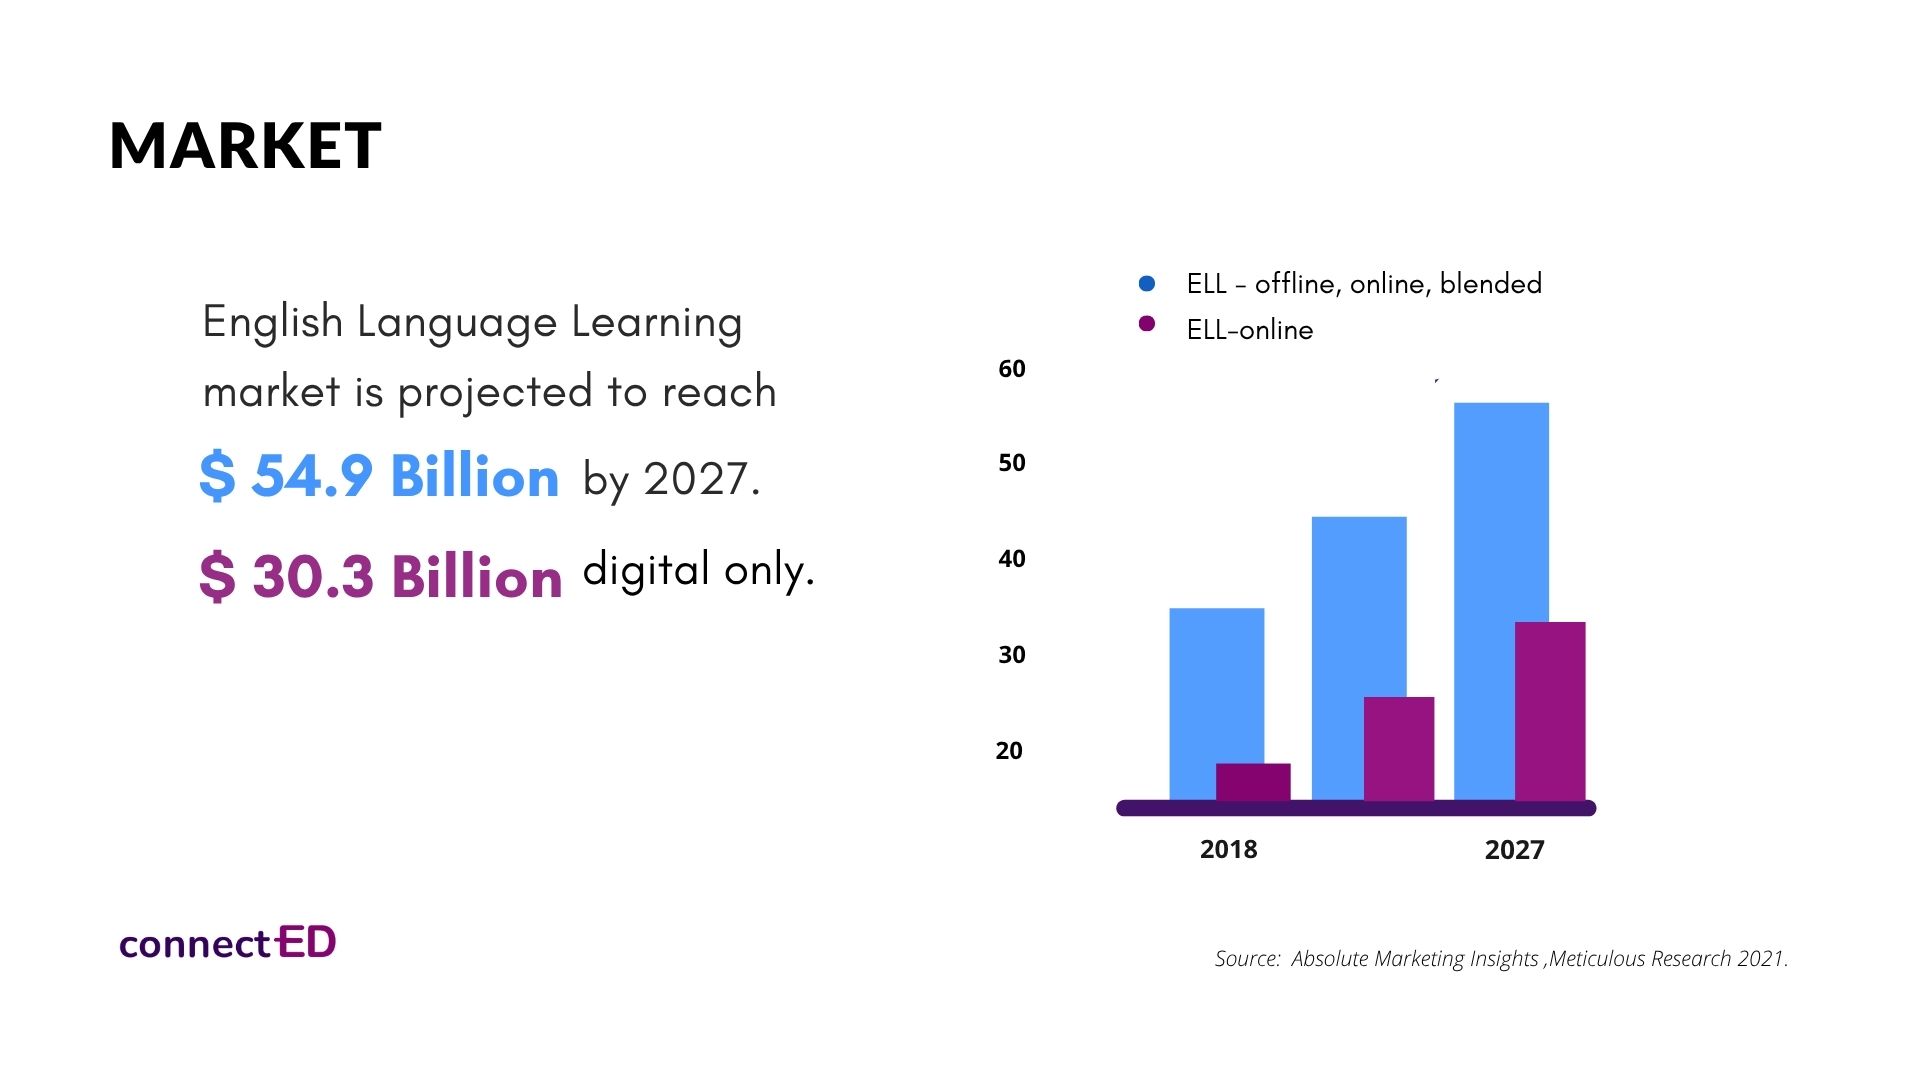 MARKET
English Language Learning
market is projected to reach
$ 54.9 Billion by 2027.
$ 30.3 Billion digital only.
ELL - offline, online, blended
ELL-online
60
50
40
30
20
2018 2027
connectED
Source: Absolute Marketing Insights ,Meticulous Research 2021.